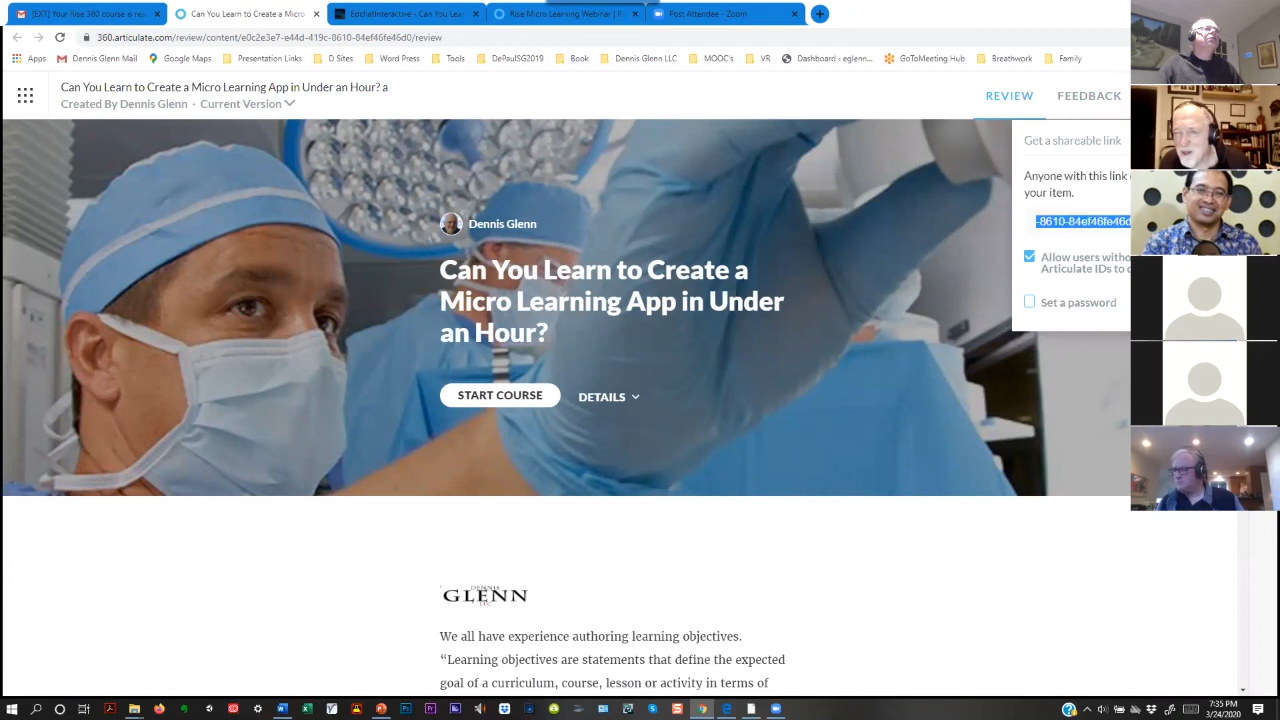 [EXT] Your Rise 360 course is rea
Can You Learn to Create a Micro
EdchatInteractive - Can You Lear
Rise Micro Learning Webinar | R
Post Attendee - Zoom
360.articulate.com/review/content/e0c2e3e7-e44d-419c-8610-84ef46fe46d0/review
Apps
Dennis Glenn Mail
Google Maps
Presentation Links
D Sites
Word Press
Tools
DePaulSG2019
Book
Dennis Glenn LLC
MOOC's
VR
Dashboard ‹ eglenn...
GoToMeeting Hub
Breathwork
Family
Can You Learn to Create a Micro Learning App in Under an Hour? a
Created By Dennis Glenn · Current Version
REVIEW
FEEDBACK
Get a shareable link
Anyone with this link
your item.
-8610-84ef46fe46d
Allow users witho
Articulate IDs to
Set a password
Dennis Glenn
Can You Learn to Create a
Micro Learning App in Under
an Hour?
START COURSE
DETAILS
DENNIS
GLENN
LLC
We all have experience authoring learning objectives.
“Learning objectives are statements that define the expected
goal of a curriculum, course, lesson or activity in terms of
7:35 PM
3/24/2020